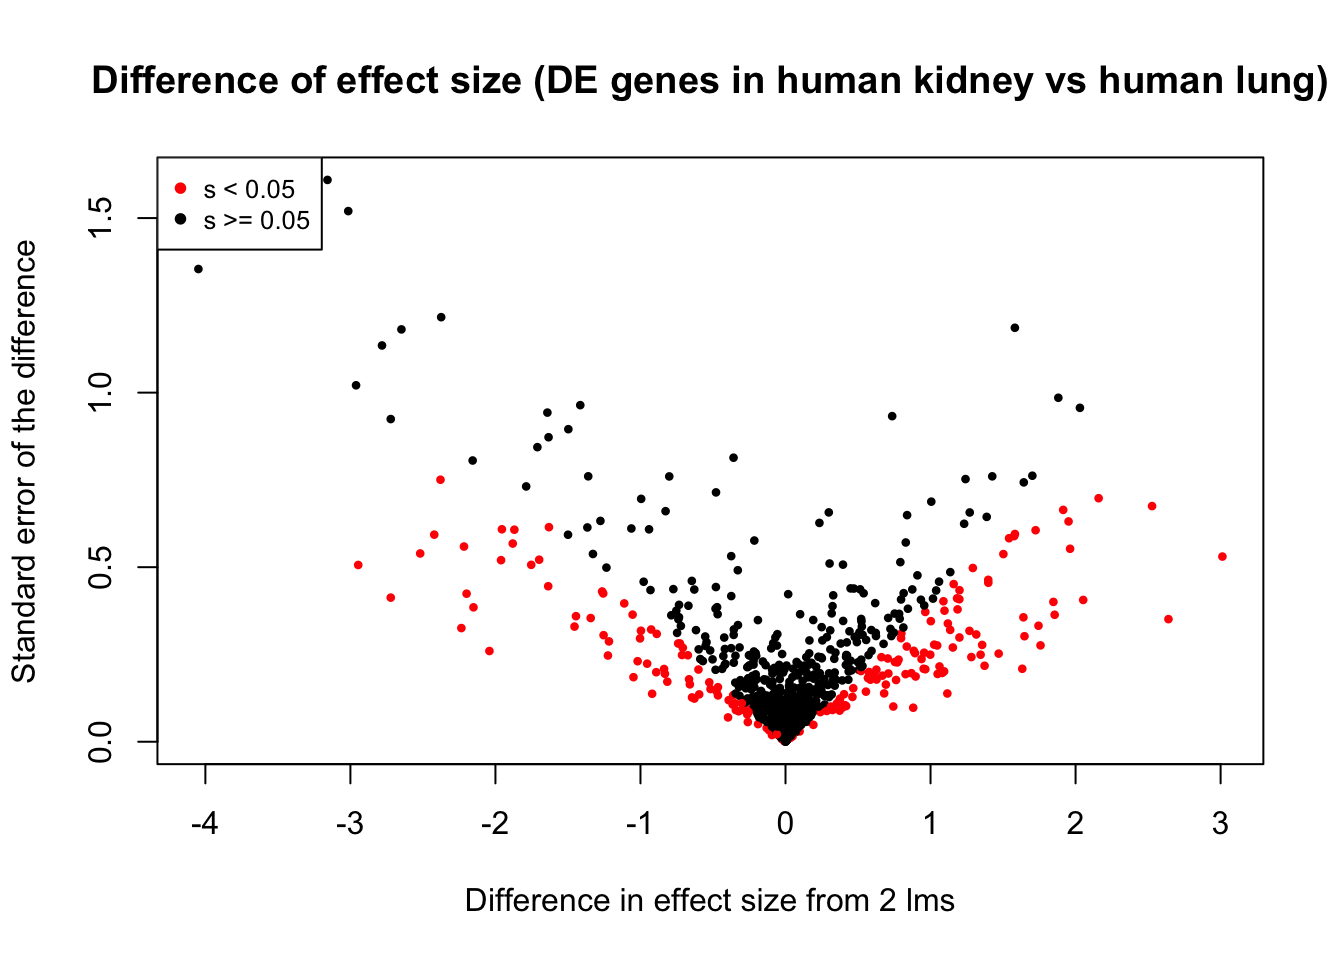 Difference of effect size (DE genes in human kidney vs human lung)
s < 0.05
s >= 0.05
Standard error of the difference
1.5
1.0
0.5
0.0
-4 -3 -2 -1 0 1 2 3
Difference in effect size from 2 lms